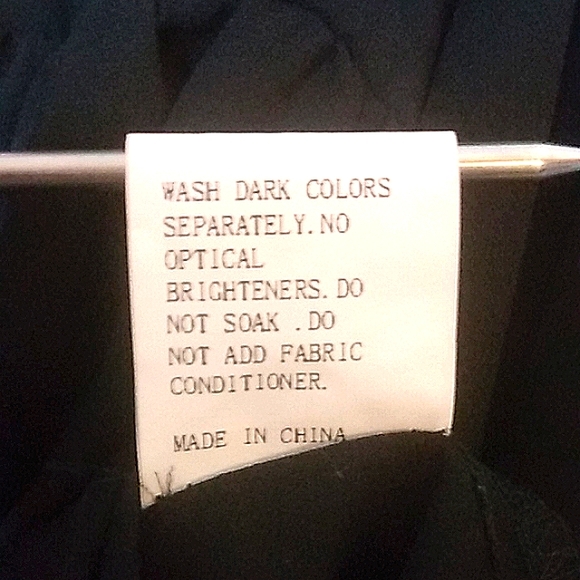 WASH DARK COLORS
SEPARATELY. NO
OPTICAL
BRIGHTENERS. DO
NOT SOAK . DO
NOT ADD FABRIC
CONDITIONER.
MADE IN CHINA